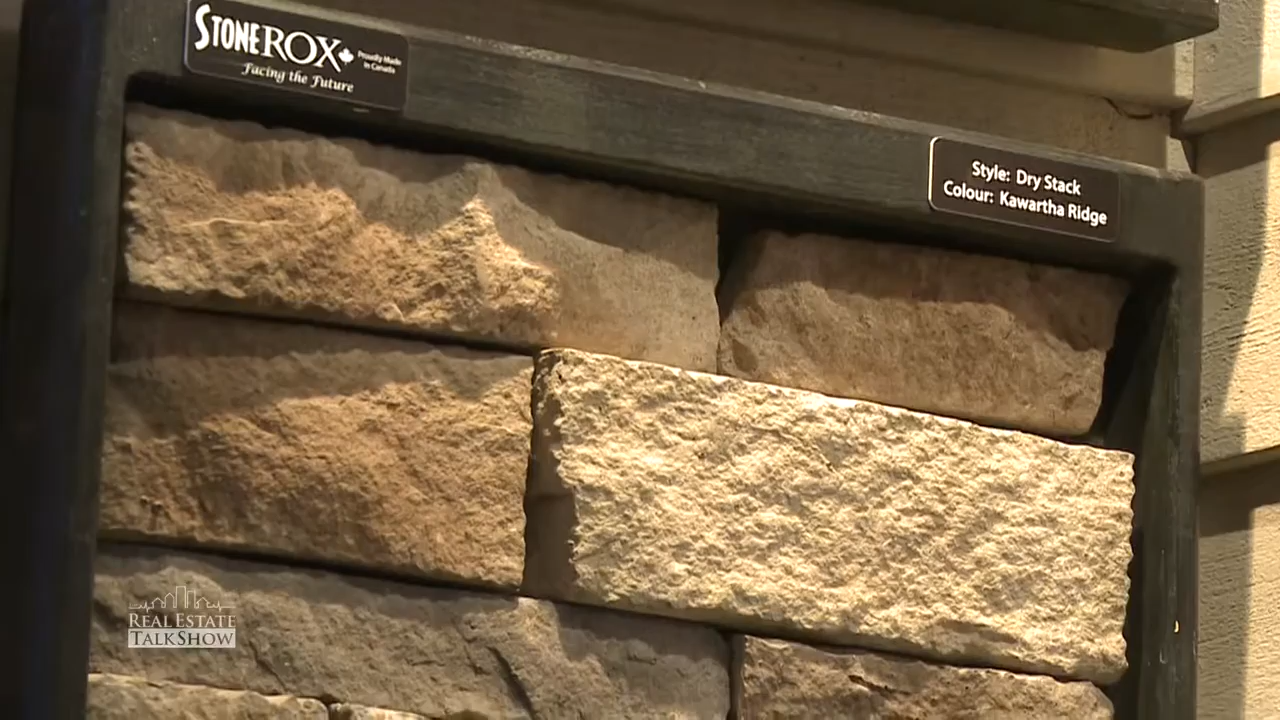 STONEROX
Proudly Made
in Canada
Facing the Future
Style: Dry Stack
Colour: Kawartha Ridge
REAL ESTATE
TALKSHOW